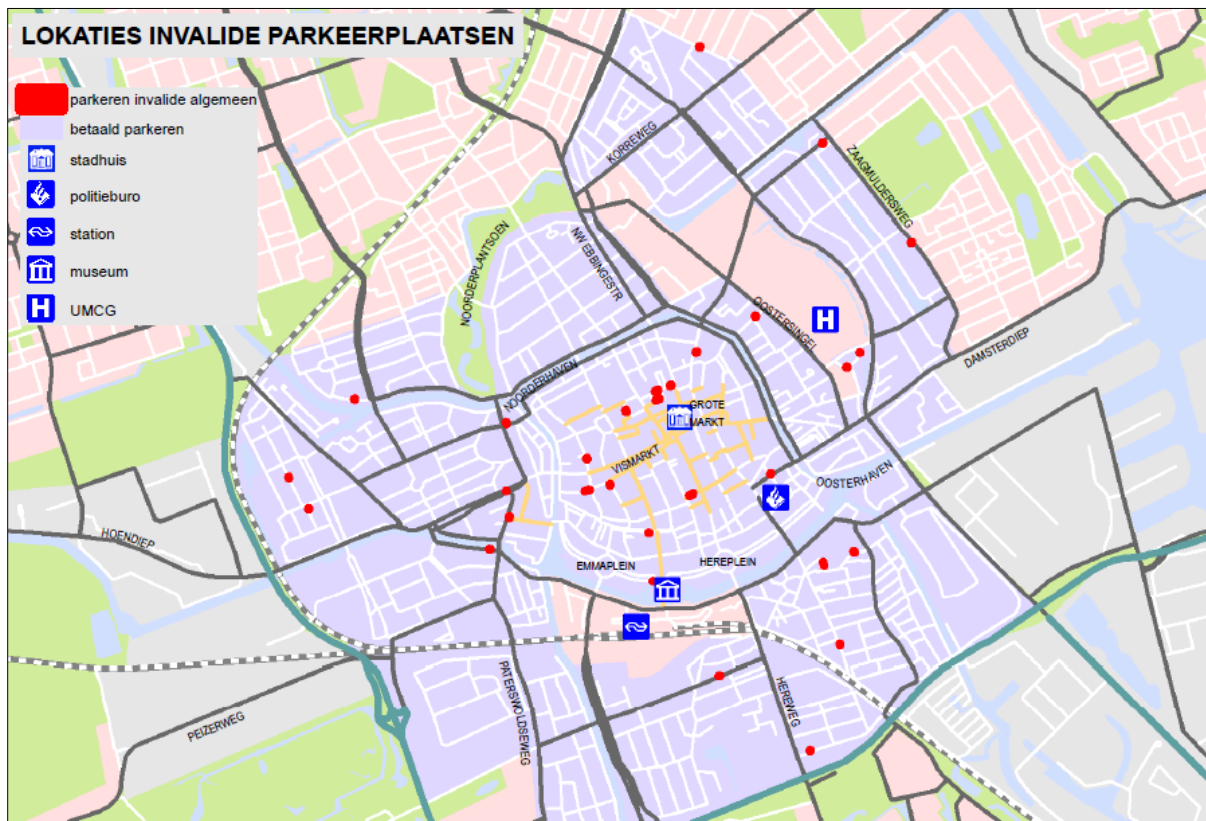 LOKATIES INVALIDE PARKEERPLAATSEN
parkeren invalide algemeen
betaald parkeren
stadhuis
politieburo
station
museum
H
UMCG
KORREWEG
ZAAGMULDERSWEG
NOORDERPLANTSOEN
NW EBBINGESTR
OOSTERSINGEL
H
DAMSTERDIEP
NOORDERHAVEN
GROTE
MARKT
VISMARKT
OOSTERHAVEN
HOENDIEP
EMMAPLEIN
HEREPLEIN
PATERSWOLDSEWEG
HEREWEG
PEIZERWEG